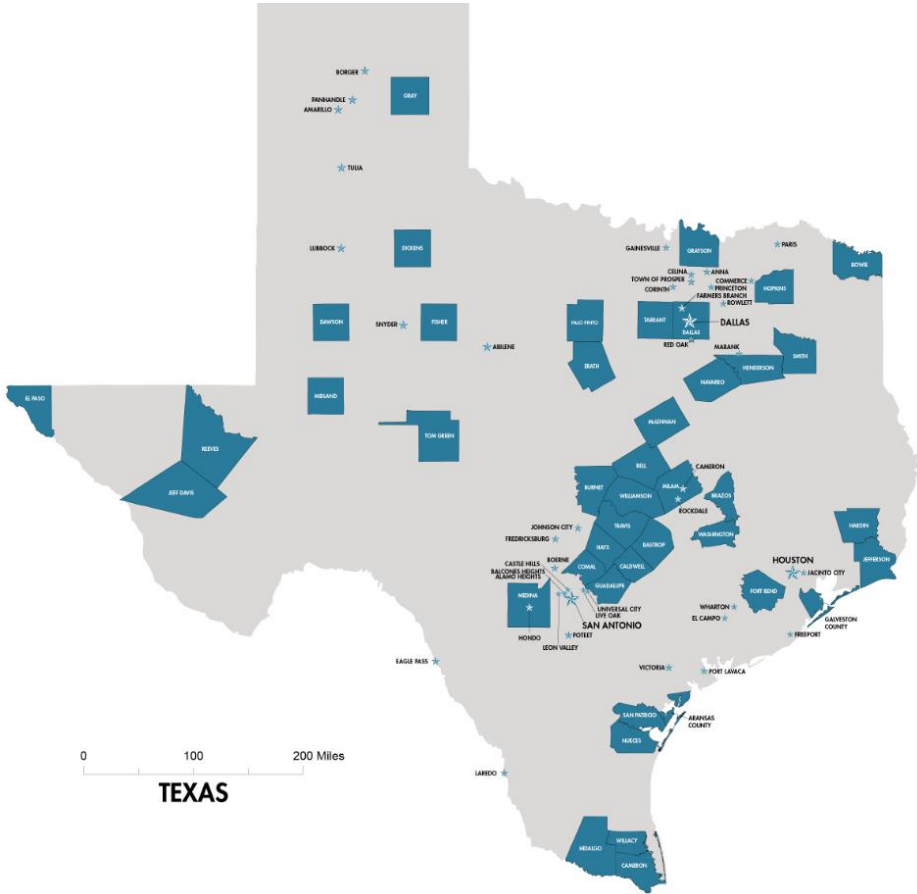 BORGER
PANHANDLE
GRAY
AMARILLO
TULIA
LUBBOCK
DICKENS
GAINESVILLE
GRAYSON
PARIS
BOWIE
CELINA
ANNA
TOWN OF PROSPER
COMMERCE
CORINTH
PRINCETON
HOPKINS
FARMERS BRANCH
ROWLETT
DAWSON
SNYDER
FISHER
PALO PINTO
TARRANT
DALLAS
DALLAS
RED OAK
MABANK
ABILENE
SMITH
ERATH
HENDERSON
NAVARRO
EL PASO
MIDLAND
MCLENNAN
TOM GREEN
REEVES
BELL
CAMERON
JEFF DAVIS
BURNET
WILLIAMSON
MILAM
BRAZOS
ROCKDALE
JOHNSON CITY
TRAVIS
WASHINGTON
HARDIN
FREDRICKSBURG
HAYS
BASTROP
JEFFERSON
BOERNE
HOUSTON
CASTLE HILLS
COMAL
CALDWELL
BALCONES HEIGHTS
JACINTO CITY
ALAMO HEIGHTS
GUADALUPE
MEDINA
FORT BEND
UNIVERSAL CITY
LIVE OAK
WHARTON
GALVESTON
COUNTY
SAN ANTONIO
EL CAMPO
HONDO
POTEET
FREEPORT
LEON VALLEY
EAGLE PASS
VICTORIA
PORT LAVACA
SAN PATRICIO
ARANSAS
COUNTY
NUECES
0 100 200 Miles
TEXAS
LAREDO
HIDALGO
WILLACY
CAMERON